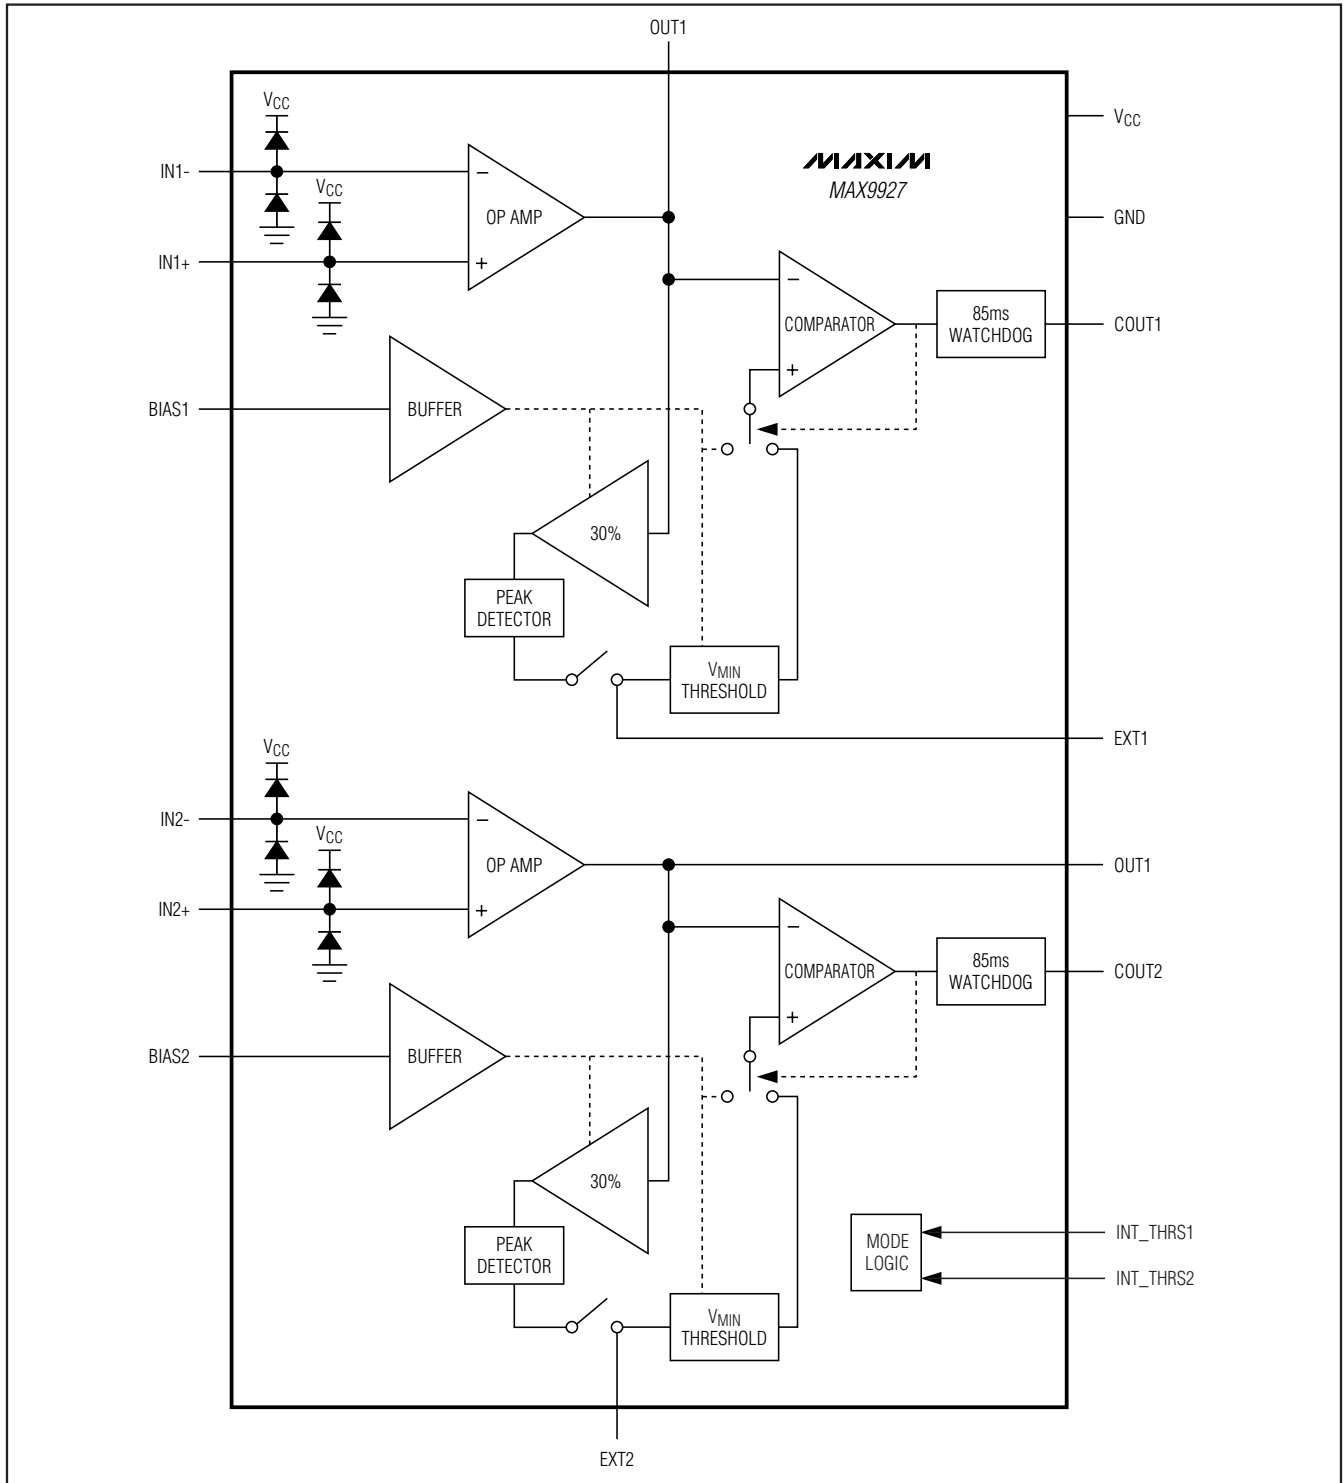 OUT1
VCC
VCC
MAXIM
MAX9927
IN1-
VCC
OP AMP
−
+
GND
IN1+
−
COMPARATOR
+
85ms
WATCHDOG
COUT1
BIAS1
BUFFER
30%
PEAK
DETECTOR
VMIN
THRESHOLD
EXT1
VCC
IN2-
VCC
−
OP AMP
+
OUT1
IN2+
−
COMPARATOR
+
85ms
WATCHDOG
COUT2
BIAS2
BUFFER
30%
PEAK
DETECTOR
MODE
LOGIC
INT_THRS1
INT_THRS2
VMIN
THRESHOLD
EXT2